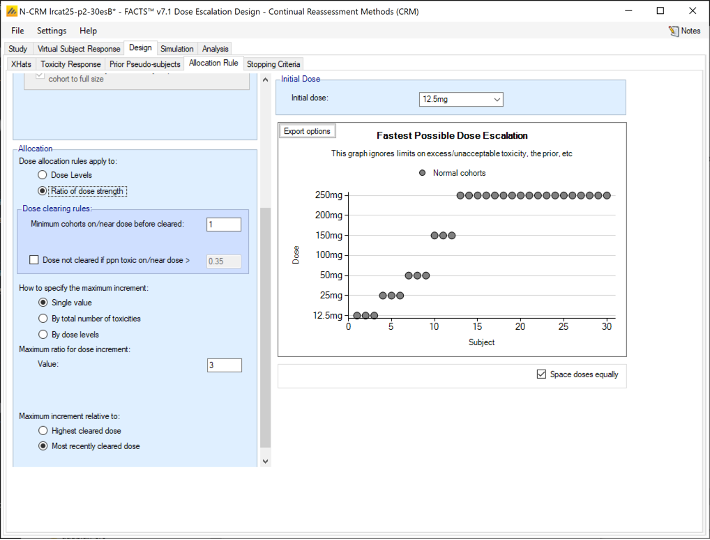 N-CRM lrcat25-p2-30esB* - FACTS™ v7.1 Dose Escalation Design - Continual Reassessment Methods (CRM)
File Settings Help Notes
Study Virtual Subject Response Design Simulation Analysis
XHats Toxicity Response Prior Pseudo-subjects Allocation Rule Stopping Criteria
cohort to full size
Allocation
Dose allocation rules apply to:
Dose Levels
Ratio of dose strength
Dose clearing rules:
Minimum cohorts on/near dose before cleared: 1
Dose not cleared if ppn toxic on/near dose > 0.35
How to specify the maximum increment:
Single value
By total number of toxicities
By dose levels
Maximum ratio for dose increment:
Value: 3
Maximum increment relative to:
Highest cleared dose
Most recently cleared dose
Initial Dose
Initial dose: 12.5mg
Export options
Fastest Possible Dose Escalation
This graph ignores limits on excess/unacceptable toxicity, the prior, etc
Normal cohorts
Dose
250mg
200mg
150mg
100mg
50mg
25mg
12.5mg
0 5 10 15 20 25 30
Subject
Space doses equally